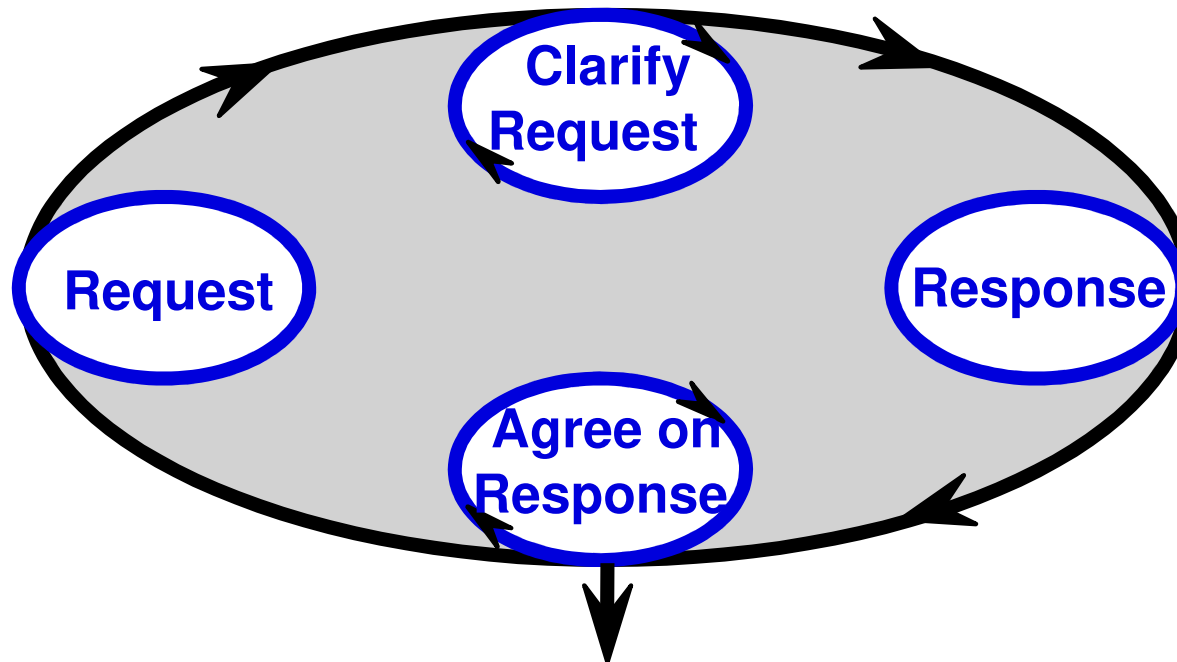 Clarify
Request
Request
Response
Agree on
Response